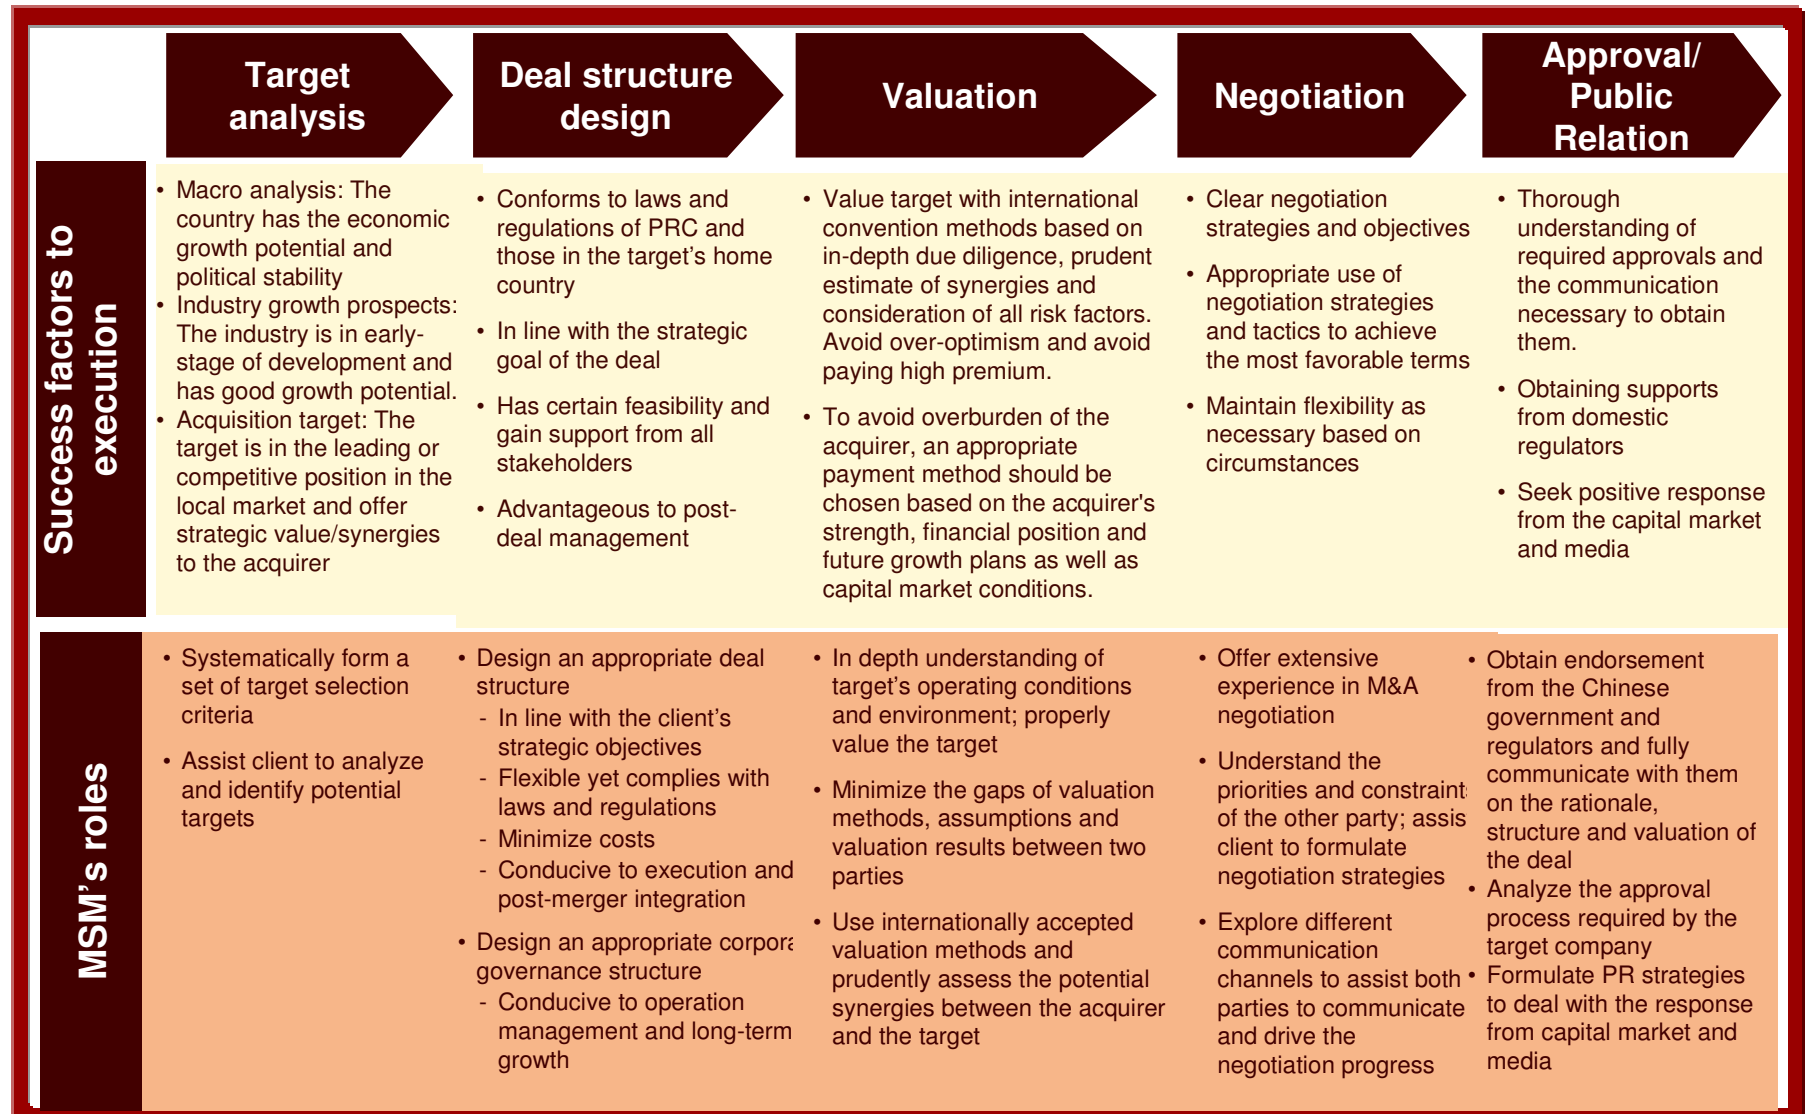 Target
analysis
Deal structure
design
Valuation
Negotiation
Approval/
Public
Relation
Success factors to
execution
• Macro analysis: The
country has the economic
growth potential and
political stability
• Industry growth prospects:
The industry is in early-
stage of development and
has good growth potential.
• Acquisition target: The
target is in the leading or
competitive position in the
local market and offer
strategic value/synergies
to the acquirer
• Conforms to laws and
regulations of PRC and
those in the target’s home
country
• In line with the strategic
goal of the deal
• Has certain feasibility and
gain support from all
stakeholders
• Advantageous to post-
deal management
• Value target with international
convention methods based on
in-depth due diligence, prudent
estimate of synergies and
consideration of all risk factors.
Avoid over-optimism and avoid
paying high premium.
• To avoid overburden of the
acquirer, an appropriate
payment method should be
chosen based on the acquirer's
strength, financial position and
future growth plans as well as
capital market conditions.
• Clear negotiation
strategies and objectives
• Appropriate use of
negotiation strategies
and tactics to achieve
the most favorable terms
• Maintain flexibility as
necessary based on
circumstances
• Thorough
understanding of
required approvals and
the communication
necessary to obtain
them.
• Obtaining supports
from domestic
regulators
• Seek positive response
from the capital market
and media
MSM’s roles
• Systematically form a
set of target selection
criteria
• Assist client to analyze
and identify potential
targets
• Design an appropriate deal
structure
- In line with the client’s
strategic objectives
- Flexible yet complies with
laws and regulations
- Minimize costs
- Conducive to execution and
post-merger integration
• Design an appropriate corpora
governance structure
- Conducive to operation
management and long-term
growth
• In depth understanding of
target’s operating conditions
and environment; properly
value the target
• Minimize the gaps of valuation
methods, assumptions and
valuation results between two
parties
• Use internationally accepted
valuation methods and
prudently assess the potential
synergies between the acquirer
and the target
• Offer extensive
experience in M&A
negotiation
• Understand the
priorities and constraint
of the other party; assis
client to formulate
negotiation strategies
• Explore different
communication
channels to assist both
parties to communicate
and drive the
negotiation progress
• Obtain endorsement
from the Chinese
government and
regulators and fully
communicate with them
on the rationale,
structure and valuation of
the deal
• Analyze the approval
process required by the
target company
• Formulate PR strategies
to deal with the response
from capital market and
media